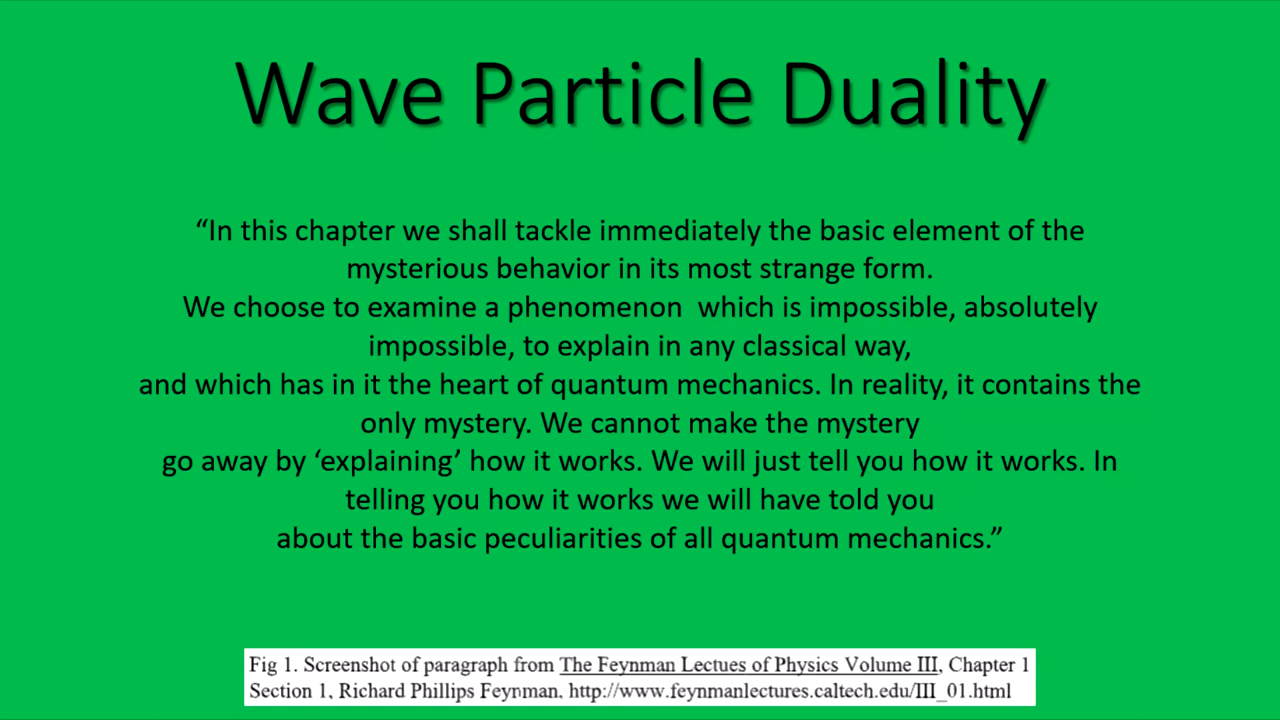 Wave Particle Duality
“In this chapter we shall tackle immediately the basic element of the
mysterious behavior in its most strange form.
We choose to examine a phenomenon  which is impossible, absolutely
impossible, to explain in any classical way,
and which has in it the heart of quantum mechanics. In reality, it contains the
only mystery. We cannot make the mystery
go away by ‘explaining’ how it works. We will just tell you how it works. In
telling you how it works we will have told you
about the basic peculiarities of all quantum mechanics.”
Fig 1. Screenshot of paragraph from The Feynman Lectues of Physics Volume III, Chapter 1
Section 1, Richard Phillips Feynman, http://www.feynmanlectures.caltech.edu/III_01.html